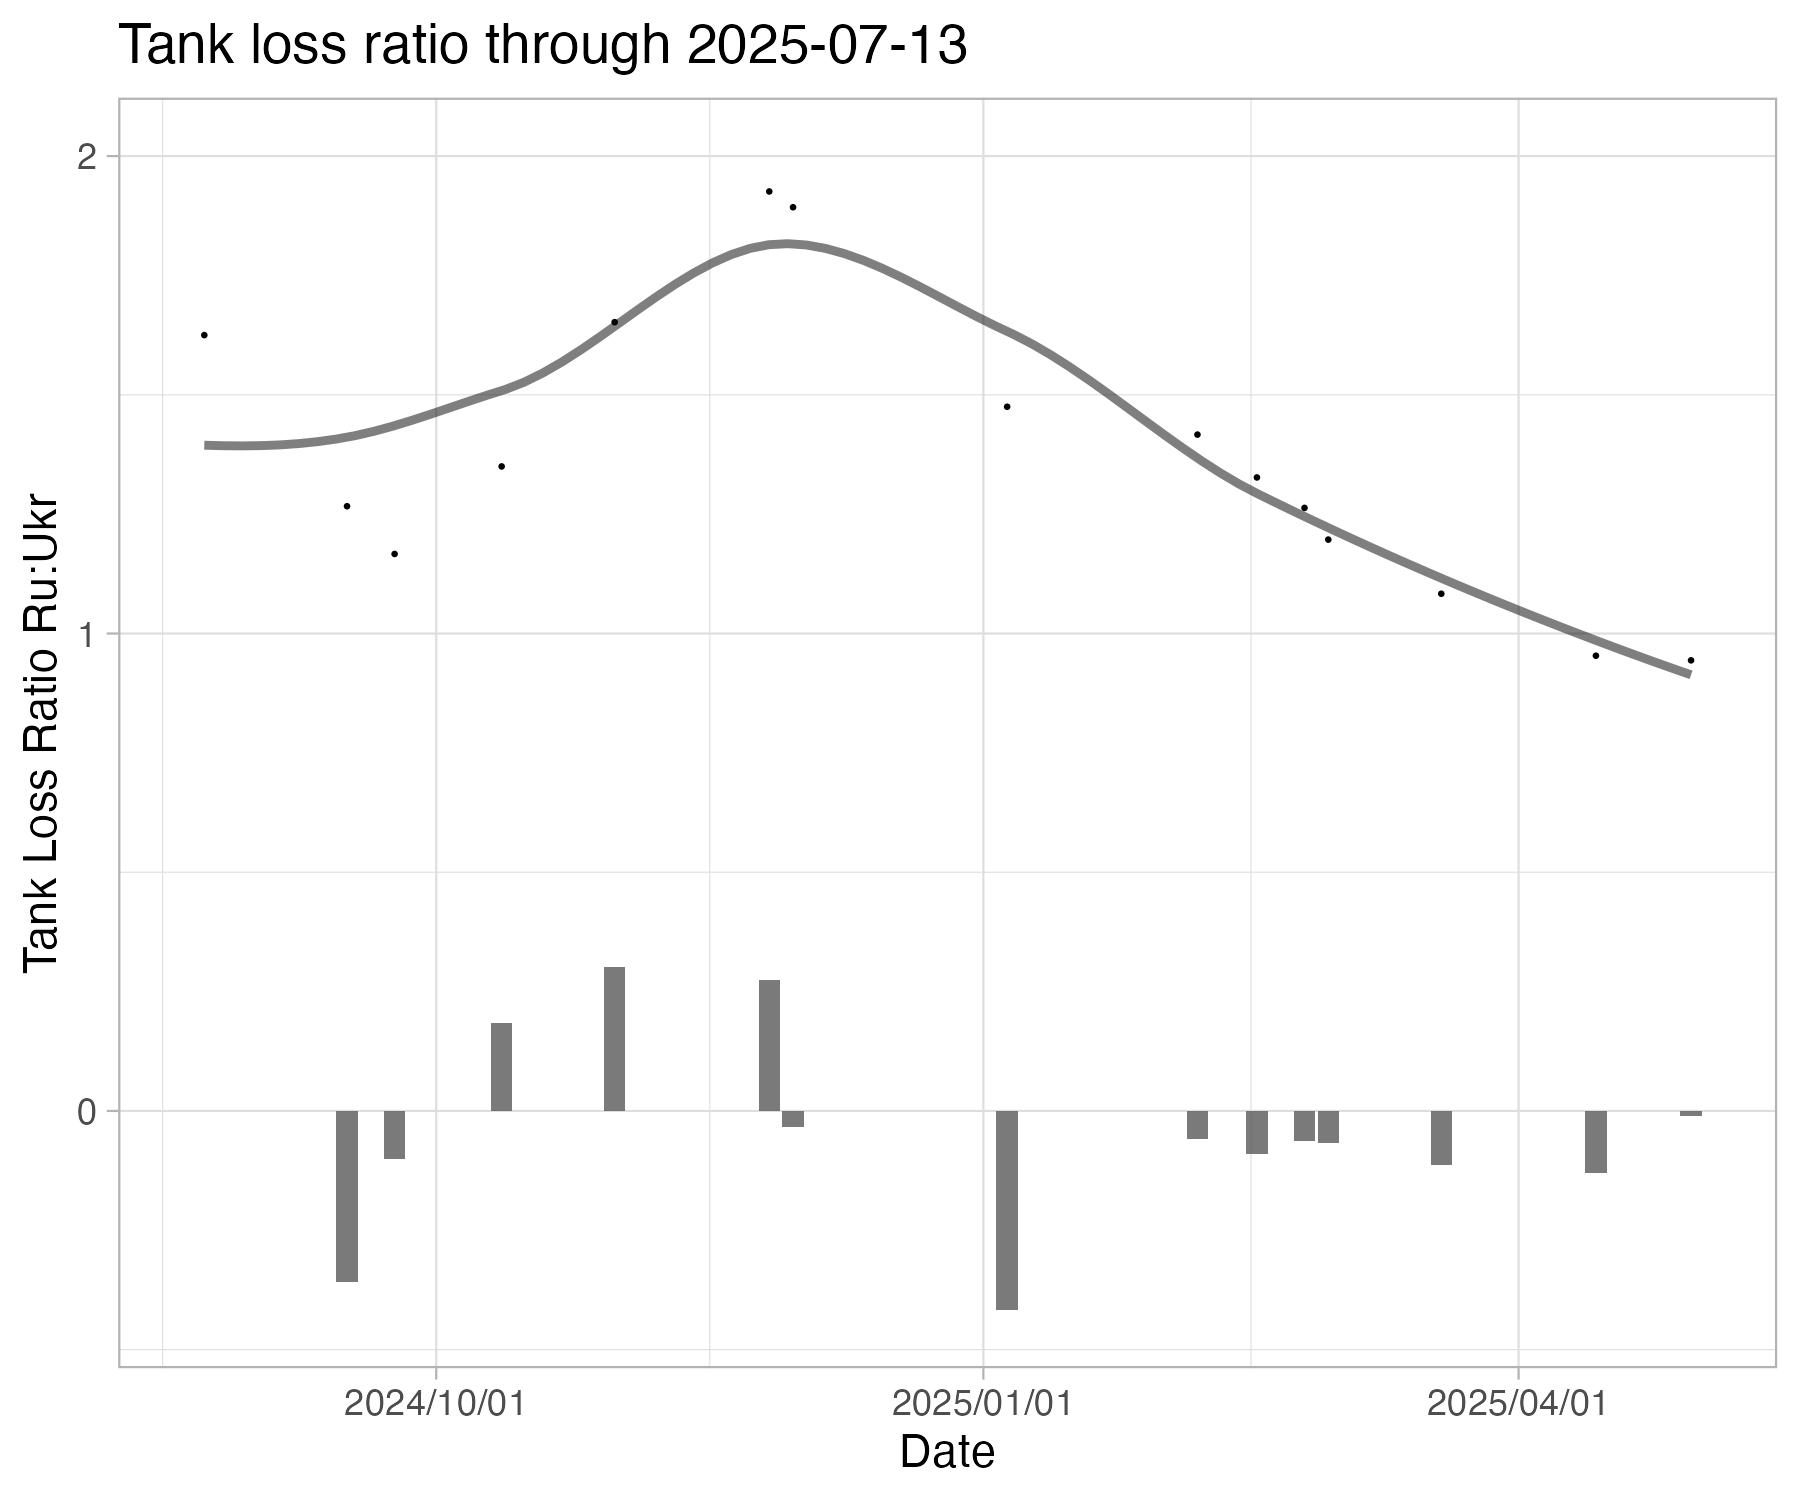 Tank loss ratio through 2025-07-13
Tank Loss Ratio Ru:Ukr
2
1
0
2024/10/01
2025/01/01
2025/04/01
Date